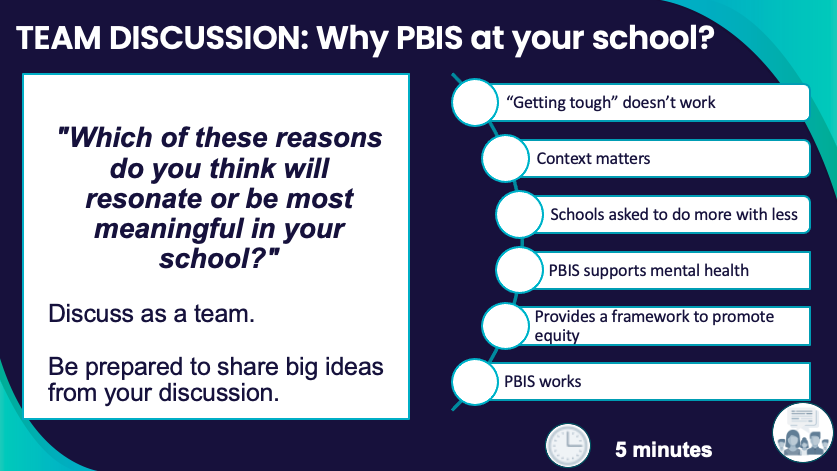 TEAM DISCUSSION: Why PBIS at your school?
"Which of these reasons
do you think will
resonate or be most
meaningful in your
school?"
Discuss as a team.
Be prepared to share big ideas
from your discussion.
“Getting tough” doesn’t work
Context matters
Schools asked to do more with less
PBIS supports mental health
Provides a framework to promote
equity
PBIS works
5 minutes